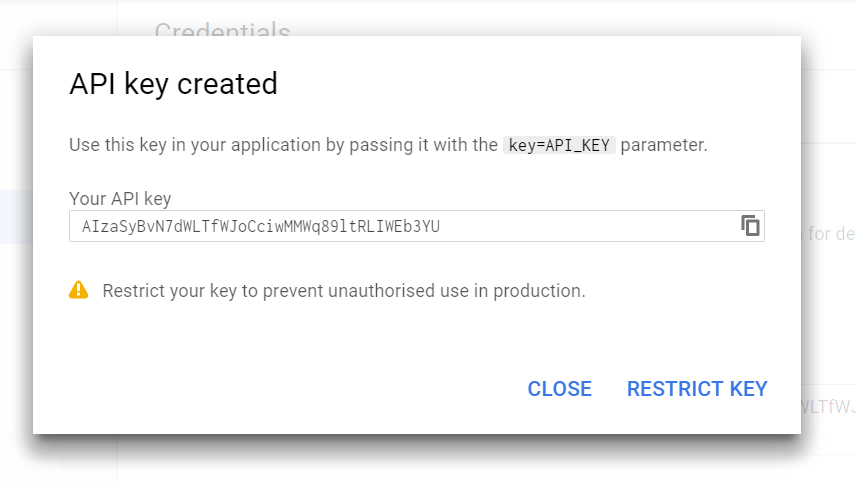 Credentials
API key created
Use this key in your application by passing it with the key=API_KEY parameter.
Your API key
AIzaSyBvN7dWLTfWJoCciwMMWq89ltRLIWEb3YU
for de
Restrict your key to prevent unauthorised use in production.
CLOSE RESTRICT KEY
WLTfWJ